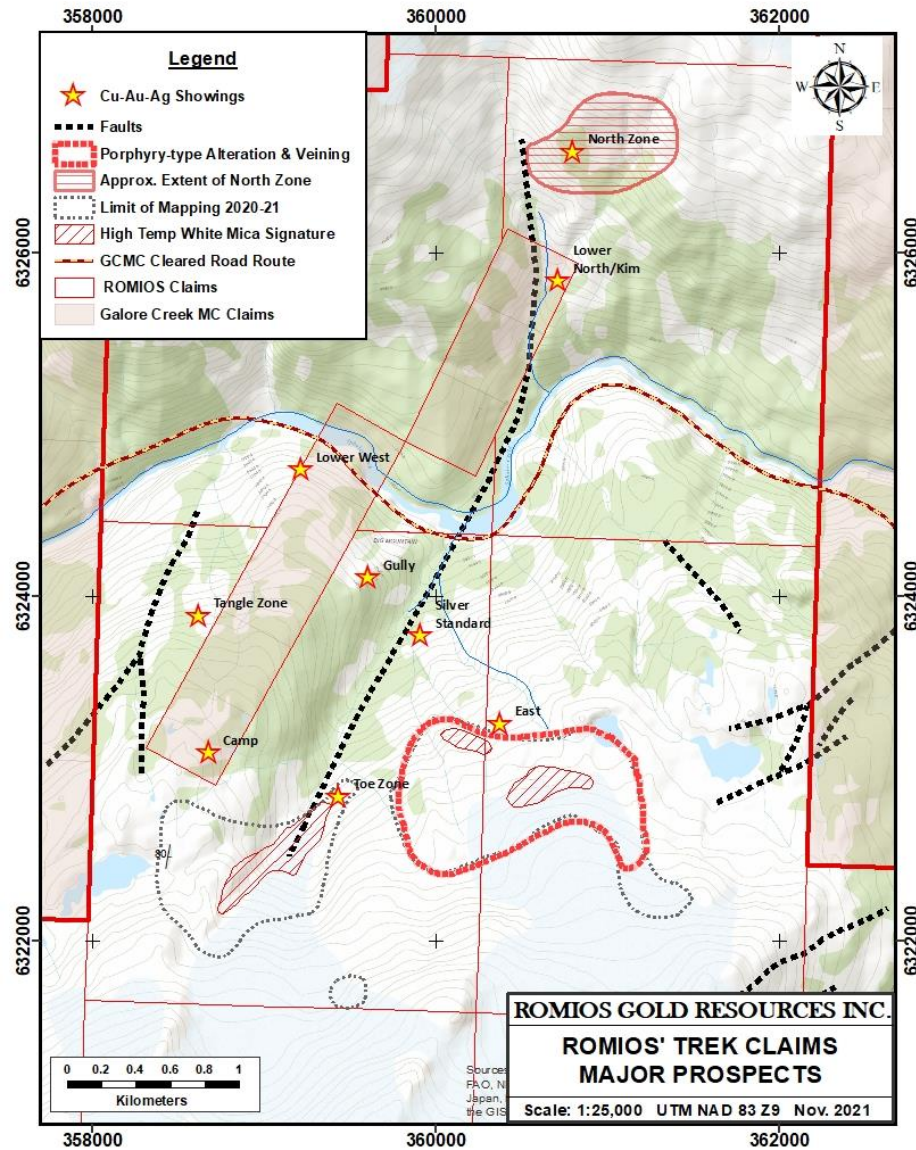 358000 360000 362000
Legend
Cu-Au-Ag Showings
Faults
Porphyry-type Alteration & Veining
Approx. Extent of North Zone
Limit of Mapping 2020-21
High Temp White Mica Signature
GCMC Cleared Road Route
ROMIOS Claims
Galore Creek MC Claims
N
W E
S
North Zone
6326000
6326000
Lower
North/Kim
Lower West
BIG MOUNTAIN
Gully
6324000
6324000
Tangle Zone
Silver
Standard
East
Camp
Toe Zone
80
6322000
6322000
ROMIOS GOLD RESOURCES INC.
ROMIOS' TREK CLAIMS
MAJOR PROSPECTS
Scale: 1:25,000 UTM NAD 83 Z9 Nov. 2021
0 0.2 0.4 0.6 0.8 1
Kilometers
Sources
FAO, N
Japan,
the GIS
358000 360000 362000